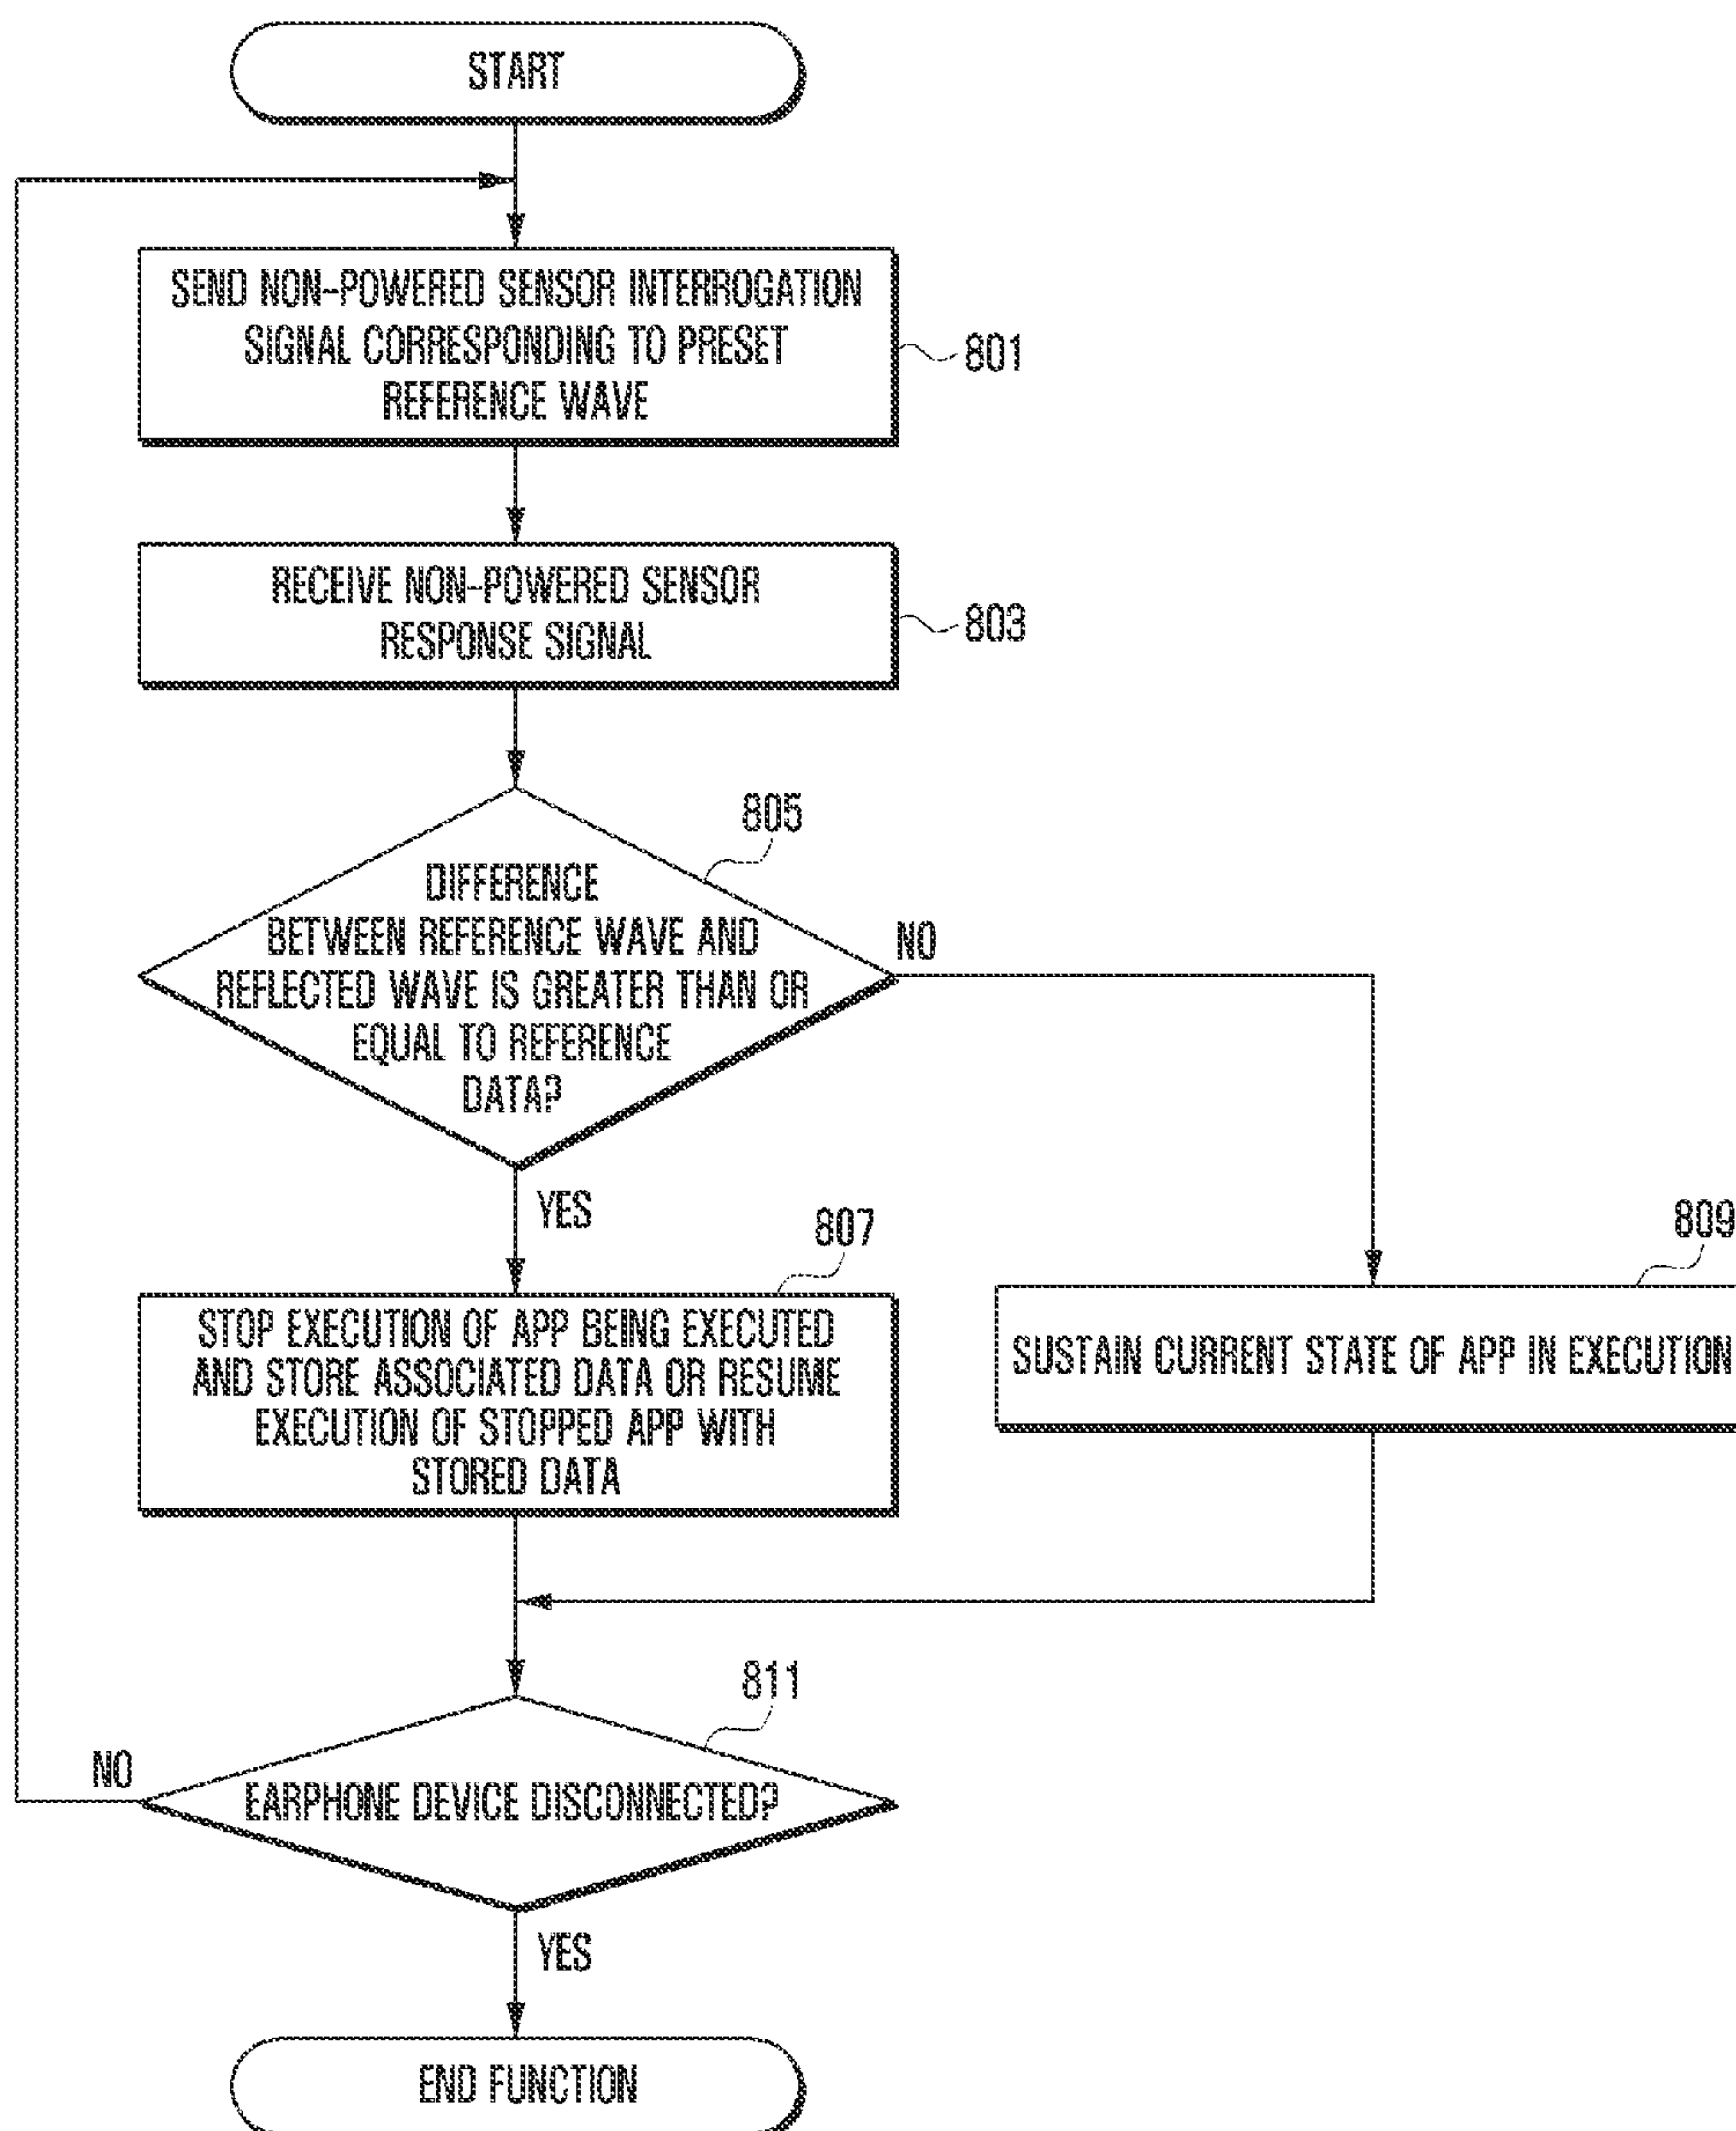 START
SEND NON-POWERED SENSOR INTERROGATION
SIGNAL CORRESPONDING TO PRESET
REFERENCE WAVE
801
RECEIVE NON-POWERED SENSOR
RESPONSE SIGNAL
803
805
DIFFERENCE
BETWEEN REFERENCE WAVE AND
REFLECTED WAVE IS GREATER THAN OR
EQUAL TO REFERENCE
DATA?
NO
YES
807
STOP EXECUTION OF APP BEING EXECUTED
AND STORE ASSOCIATED DATA OR RESUME
EXECUTION OF STOPPED APP WITH
STORED DATA
809
SUSTAIN CURRENT STATE OF APP IN EXECUTION
811
NO
EARPHONE DEVICE DISCONNECTED?
YES
END FUNCTION